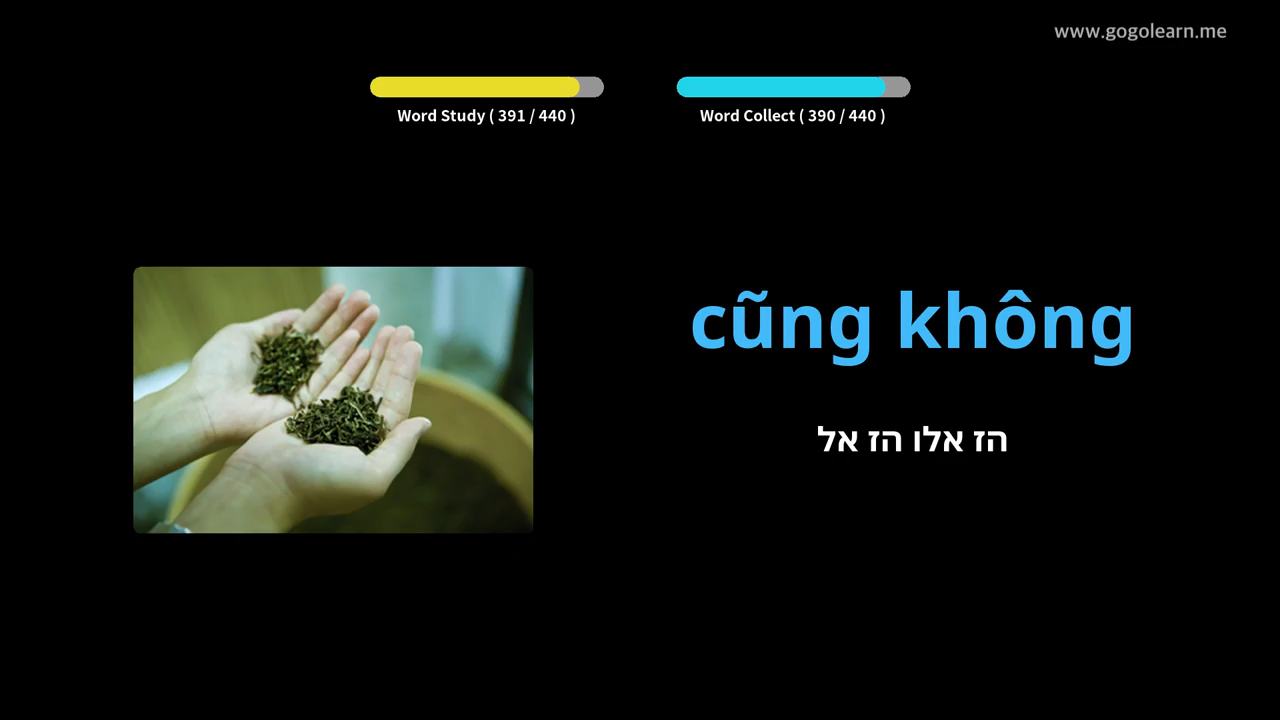 www.gogolearn.me
Word Study ( 391 / 440 )
Word Collect ( 390 / 440 )
cũng không
הז אלו הז אל